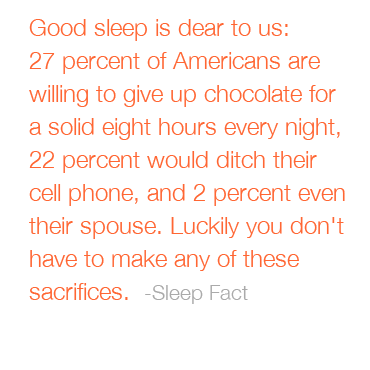 Good sleep is dear to us:
27 percent of Americans are
willing to give up chocolate for
a solid eight hours every night,
22 percent would ditch their
cell phone, and 2 percent even
their spouse. Luckily you don't
have to make any of these
sacrifices. -Sleep Fact